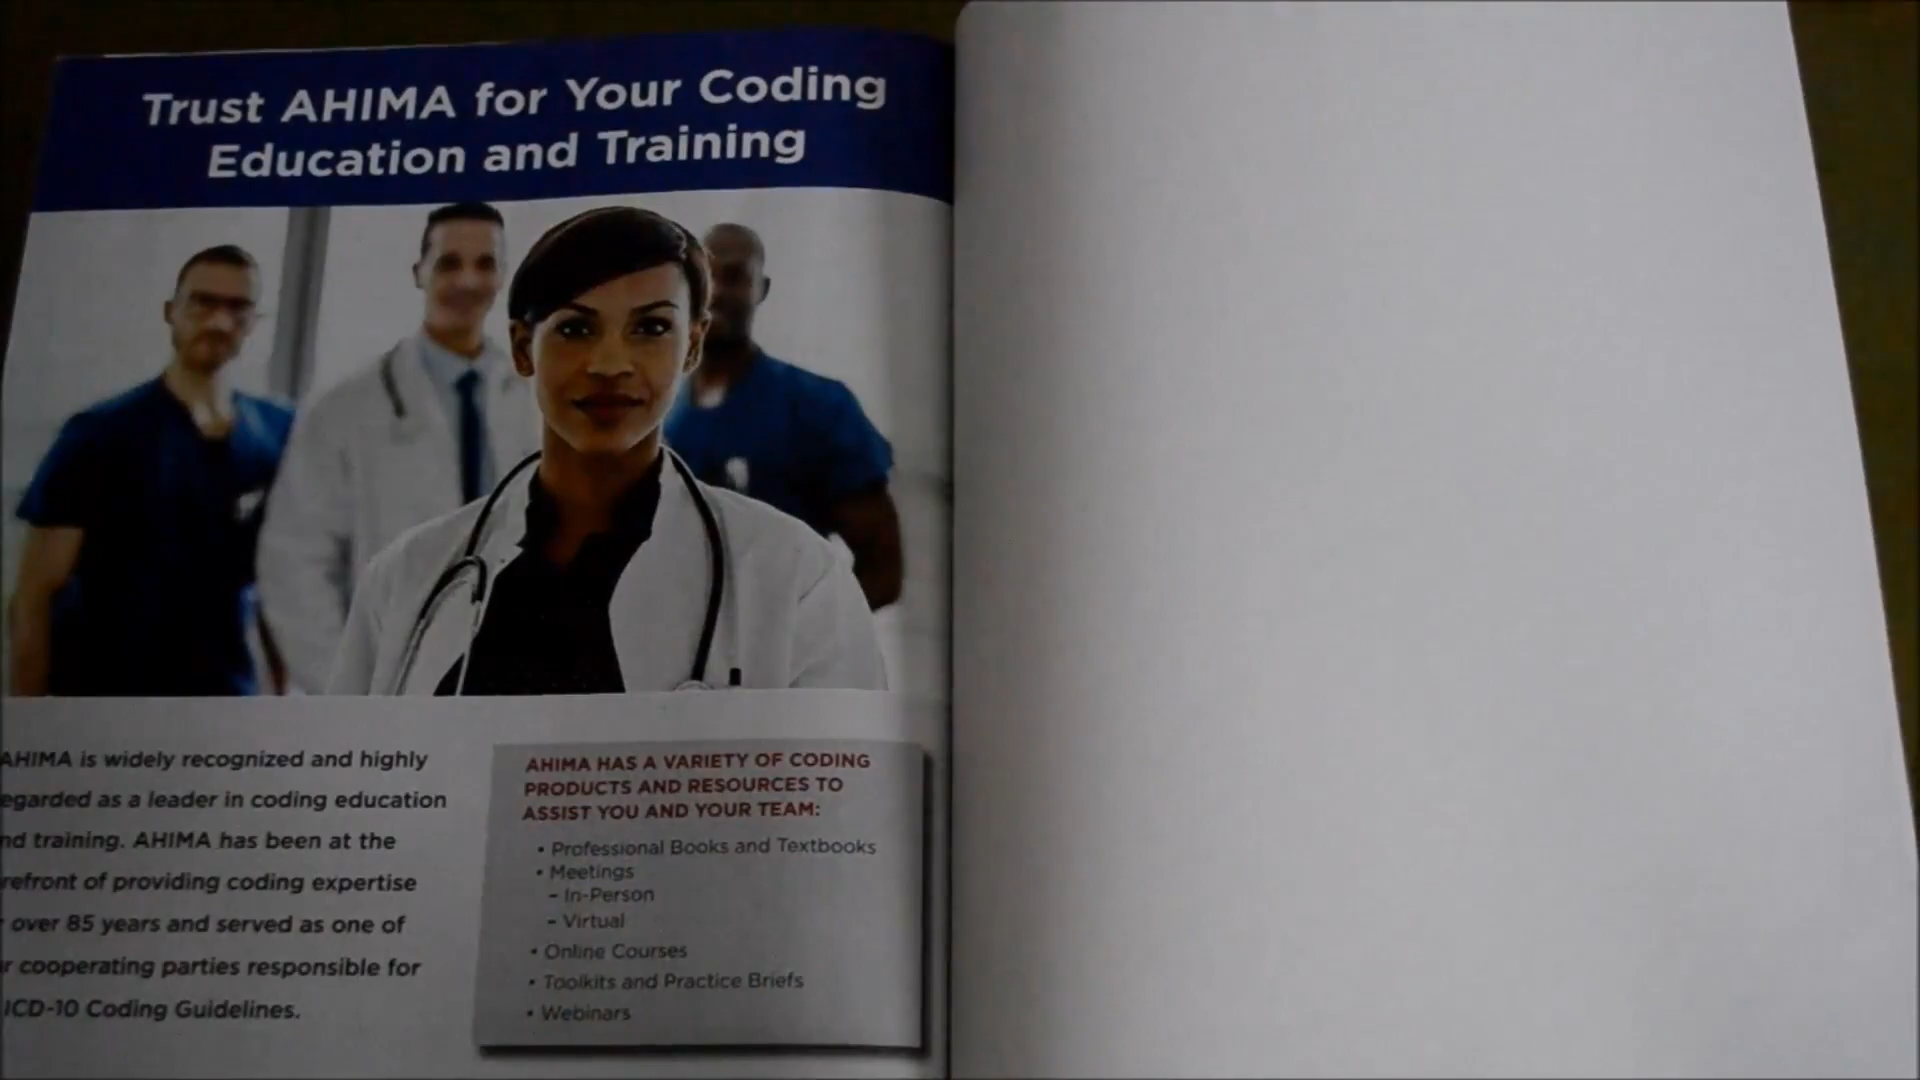 Trust AHIMA for Your Coding
Education and Training
AHIMA is widely recognized and highly
egarded as a leader in coding education
nd training. AHIMA has been at the
refront of providing coding expertise
over 85 years and served as one of
r cooperating parties responsible for
ICD-10 Coding Guidelines.
AHIMA HAS A VARIETY OF CODING
PRODUCTS AND RESOURCES TO
ASSIST YOU AND YOUR TEAM:
• Professional Books and Textbooks
• Meetings
– In-Person
– Virtual
• Online Courses
• Toolkits and Practice Briefs
• Webinars